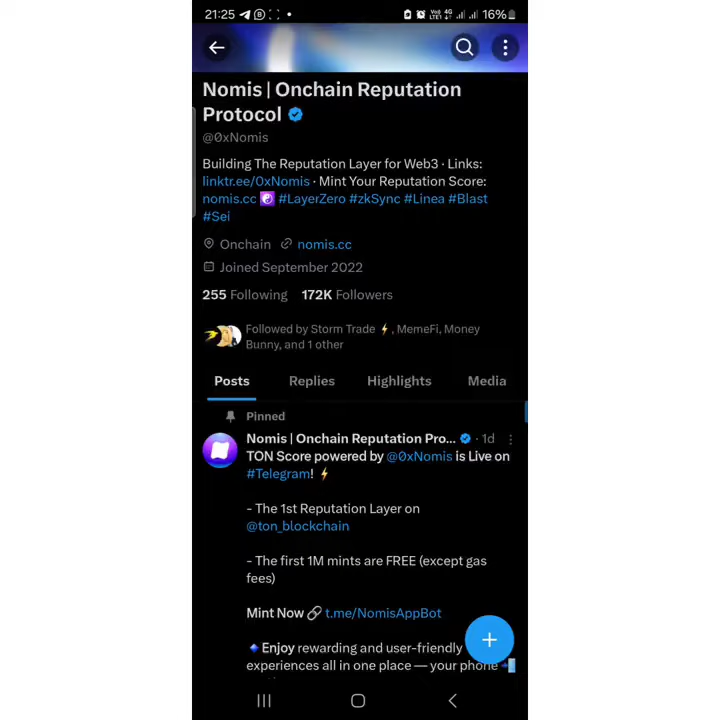 21:25 16%
Nomis | Onchain Reputation
Protocol
@0xNomis
Building The Reputation Layer for Web3 · Links:
linktr.ee/0xNomis · Mint Your Reputation Score:
nomis.cc ☯️ #LayerZero #zkSync #Linea #Blast
#Sei
Onchain nomis.cc
Joined September 2022
255 Following 172K Followers
Followed by Storm Trade ⚡, MemeFi, Money
Bunny, and 1 other
Posts Replies Highlights Media
Pinned
Nomis | Onchain Reputation Pro... · 1d
TON Score powered by @0xNomis is Live on
#Telegram! ⚡
- The 1st Reputation Layer on
@ton_blockchain
- The first 1M mints are FREE (except gas
fees)
Mint Now 🔗 t.me/NomisAppBot
🔹Enjoy rewarding and user-friendly
experiences all in one place — your phone 📲